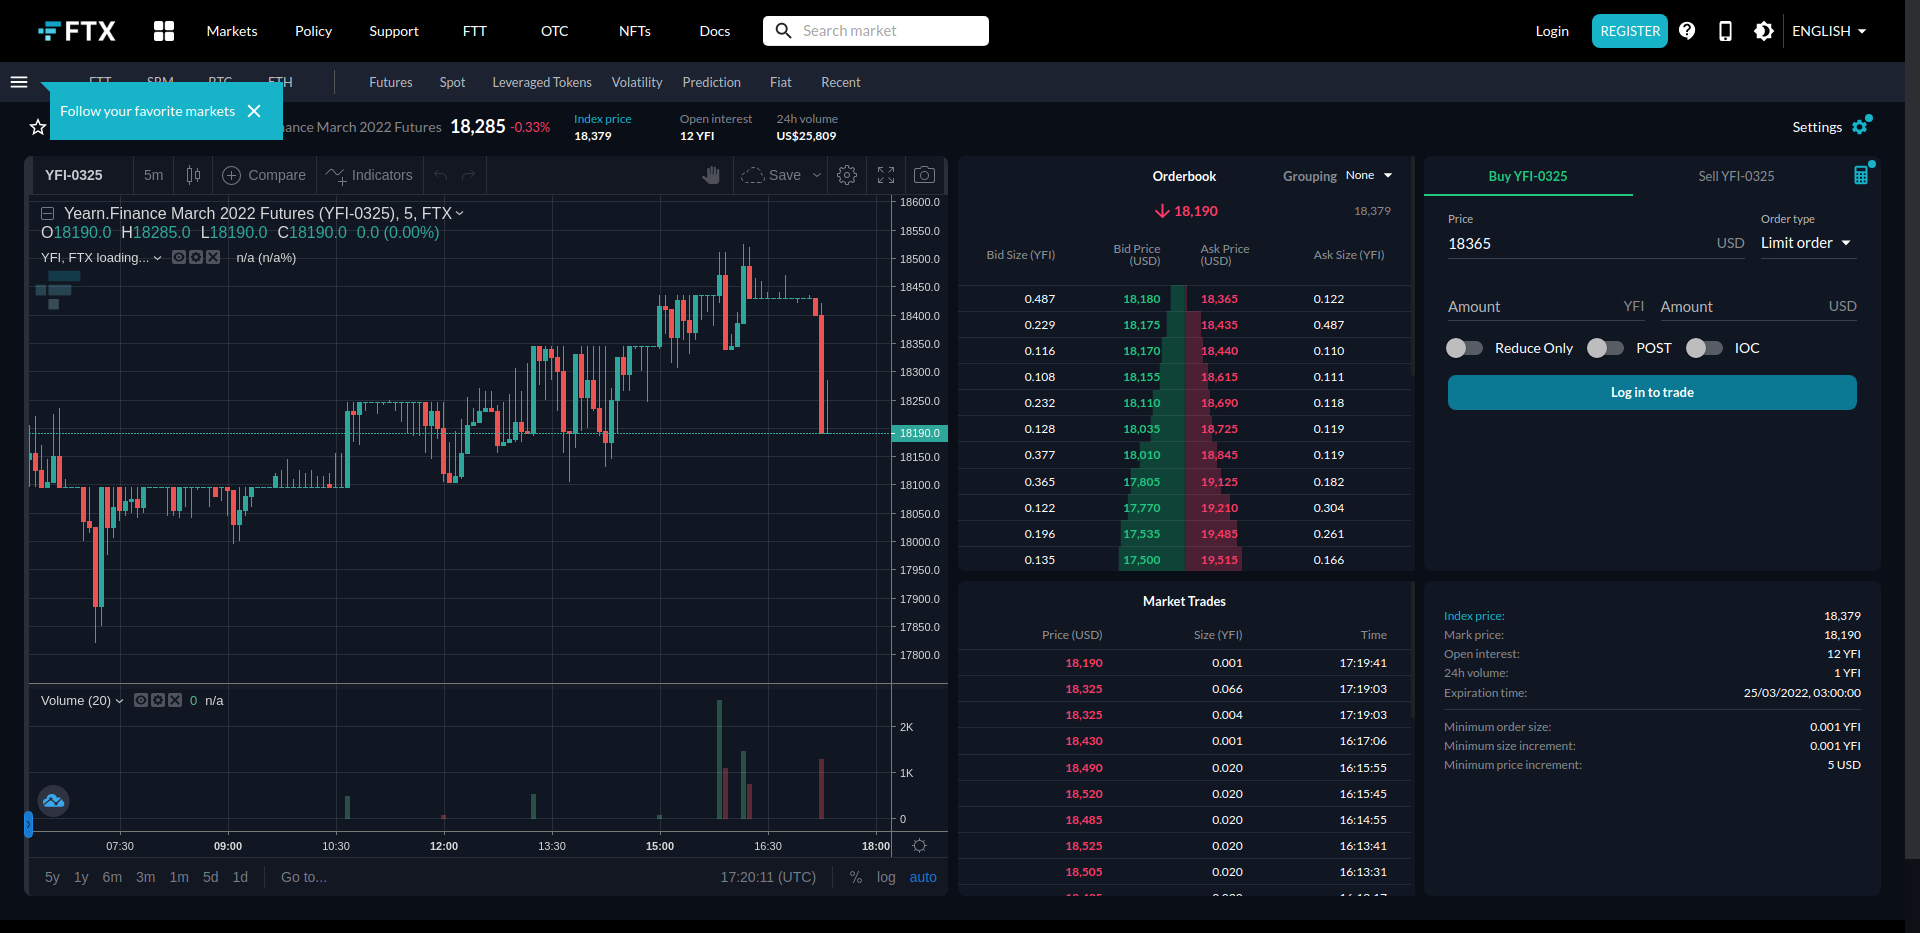 FTX Markets Policy Support FTT OTC NFTs Docs Search market Login REGISTER ENGLISH
FTT SRM BTC ETH Futures Spot Leveraged Tokens Volatility Prediction Fiat Recent
Follow your favorite markets
nance March 2022 Futures 18,285 -0.33%
Index price
18,379
Open interest
12 YFI
24h volume
US$25,809
Settings
YFI-0325 5m Compare Indicators Save
Yearn.Finance March 2022 Futures (YFI-0325), 5, FTX
O18190.0 H18285.0 L18190.0 C18190.0 0.0 (0.00%)
YFI, FTX loading... n/a (n/a%)
18600.0
18550.0
18500.0
18450.0
18400.0
18350.0
18300.0
18250.0
18190.0
18150.0
18100.0
18050.0
18000.0
17950.0
17900.0
17850.0
17800.0
Volume (20) 0 n/a
2K
1K
0
07:30 09:00 10:30 12:00 13:30 15:00 16:30 18:00
5y 1y 6m 3m 1m 5d 1d Go to... 17:20:11 (UTC) % log auto
Orderbook Grouping None
18,190 18,379
Bid Size (YFI) Bid Price (USD) Ask Price (USD) Ask Size (YFI)
0.487 18,180 18,365 0.122
0.229 18,175 18,435 0.487
0.116 18,170 18,440 0.110
0.108 18,155 18,615 0.111
0.232 18,110 18,690 0.118
0.128 18,035 18,725 0.119
0.377 18,010 18,845 0.119
0.365 17,805 19,125 0.182
0.122 17,770 19,210 0.304
0.196 17,535 19,485 0.261
0.135 17,500 19,515 0.166
Market Trades
Price (USD) Size (YFI) Time
18,190 0.001 17:19:41
18,325 0.066 17:19:03
18,325 0.004 17:19:03
18,430 0.001 16:17:06
18,490 0.020 16:15:55
18,520 0.020 16:15:45
18,485 0.020 16:14:55
18,525 0.020 16:13:41
18,505 0.020 16:13:31
Buy YFI-0325 Sell YFI-0325
Price Order type
18365 USD Limit order
Amount YFI Amount USD
Reduce Only POST IOC
Log in to trade
Index price: 18,379
Mark price: 18,190
Open interest: 12 YFI
24h volume: 1 YFI
Expiration time: 25/03/2022, 03:00:00
Minimum order size: 0.001 YFI
Minimum size increment: 0.001 YFI
Minimum price increment: 5 USD